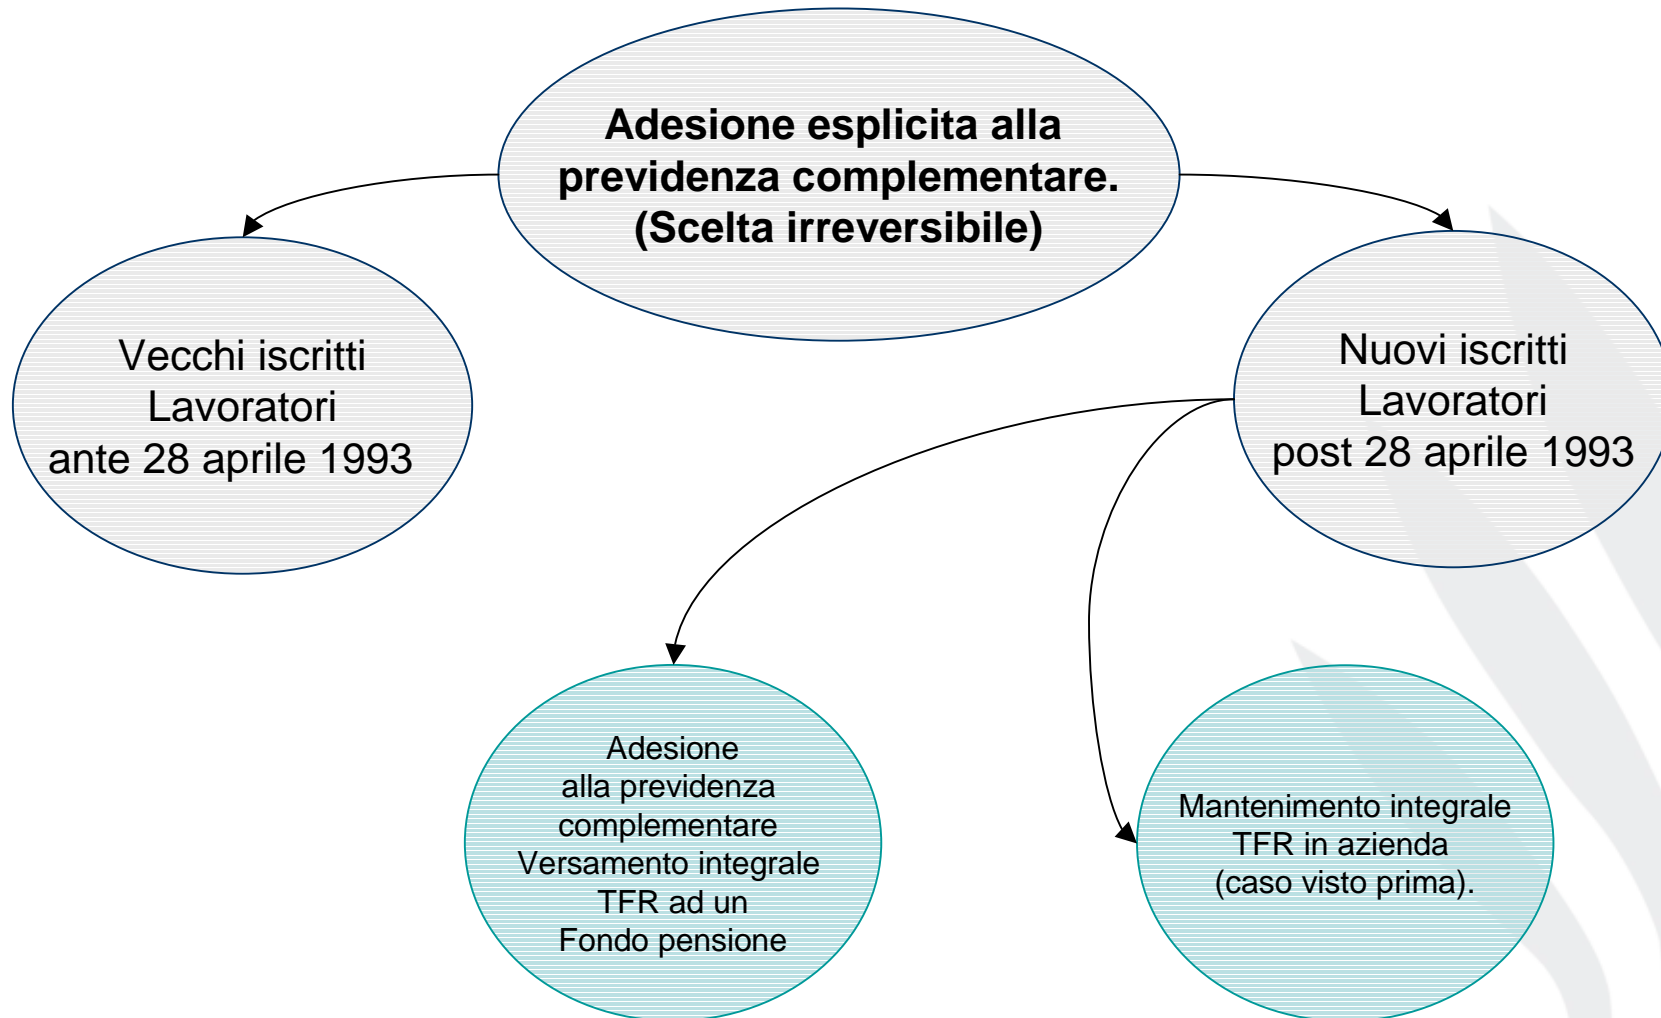 Adesione esplicita alla
previdenza complementare.
(Scelta irreversibile)
Vecchi iscritti
Lavoratori
ante 28 aprile 1993
Nuovi iscritti
Lavoratori
post 28 aprile 1993
Adesione
alla previdenza
complementare
Versamento integrale
TFR ad un
Fondo pensione
Mantenimento integrale
TFR in azienda
(caso visto prima).